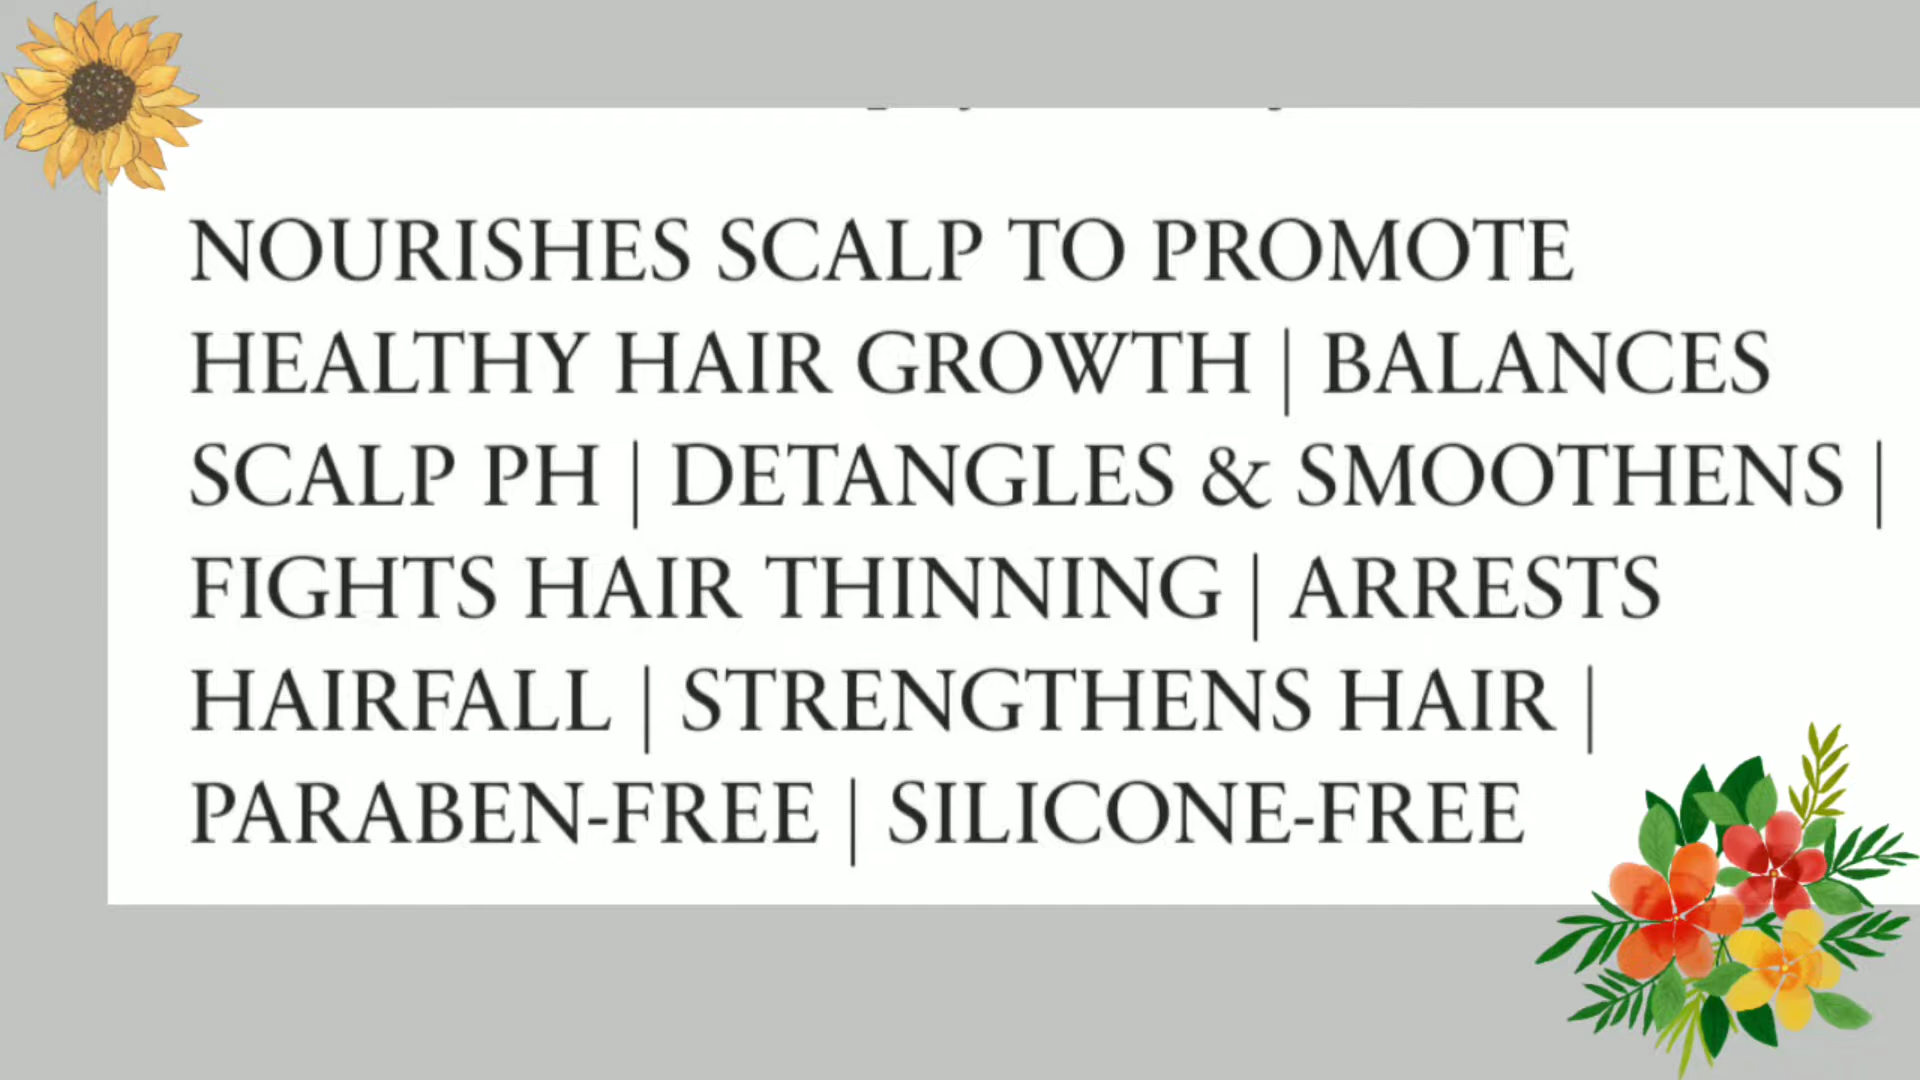 NOURISHES SCALP TO PROMOTE
HEALTHY HAIR GROWTH | BALANCES
SCALP PH | DETANGLES & SMOOTHENS |
FIGHTS HAIR THINNING | ARRESTS
HAIRFALL | STRENGTHENS HAIR |
PARABEN-FREE | SILICONE-FREE